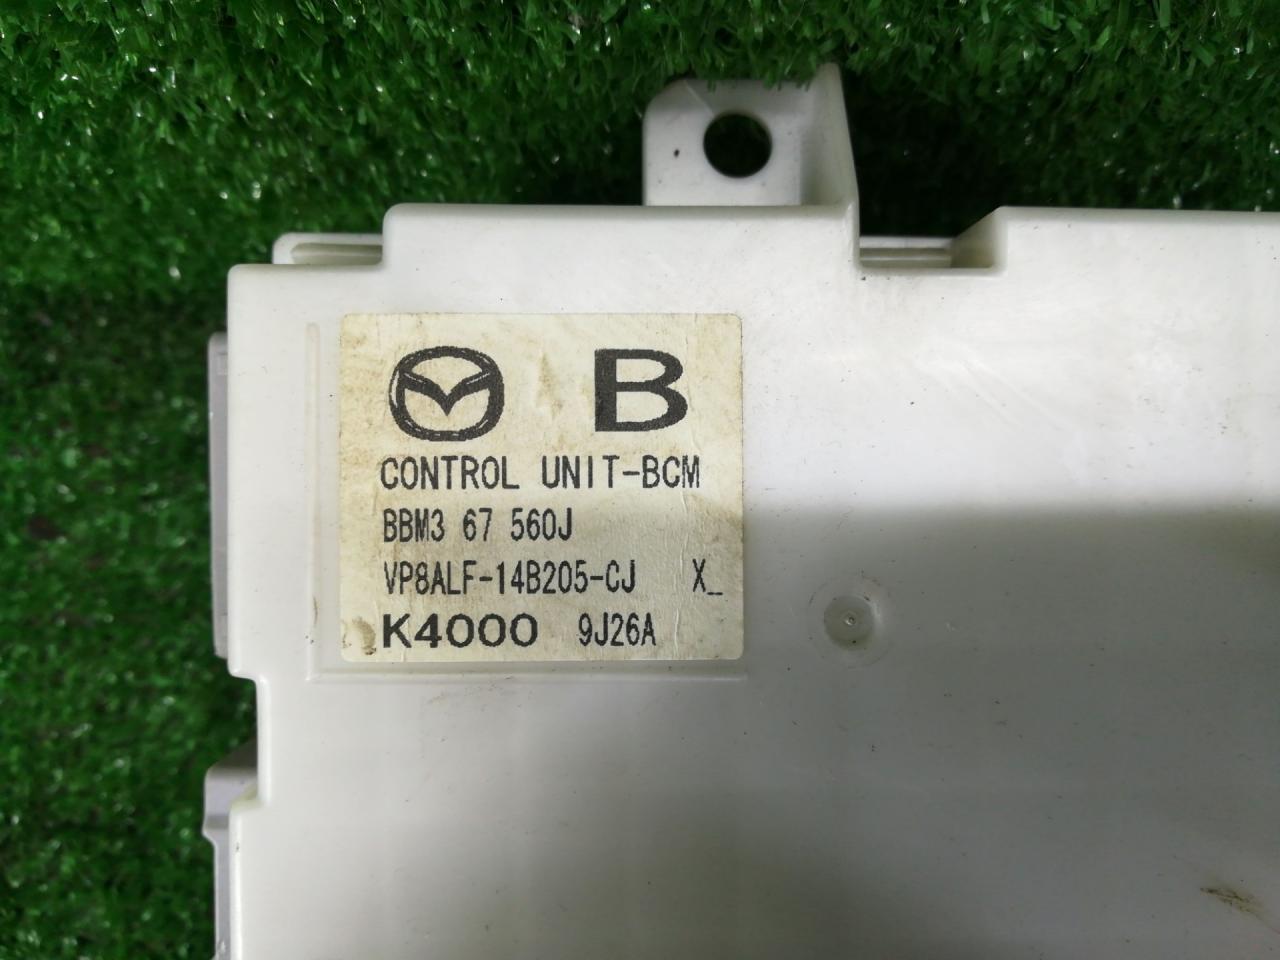 B
CONTROL UNIT-BCM
BBM3 67 560J
VP8ALF-14B205-CJ X_
K4000 9J26A